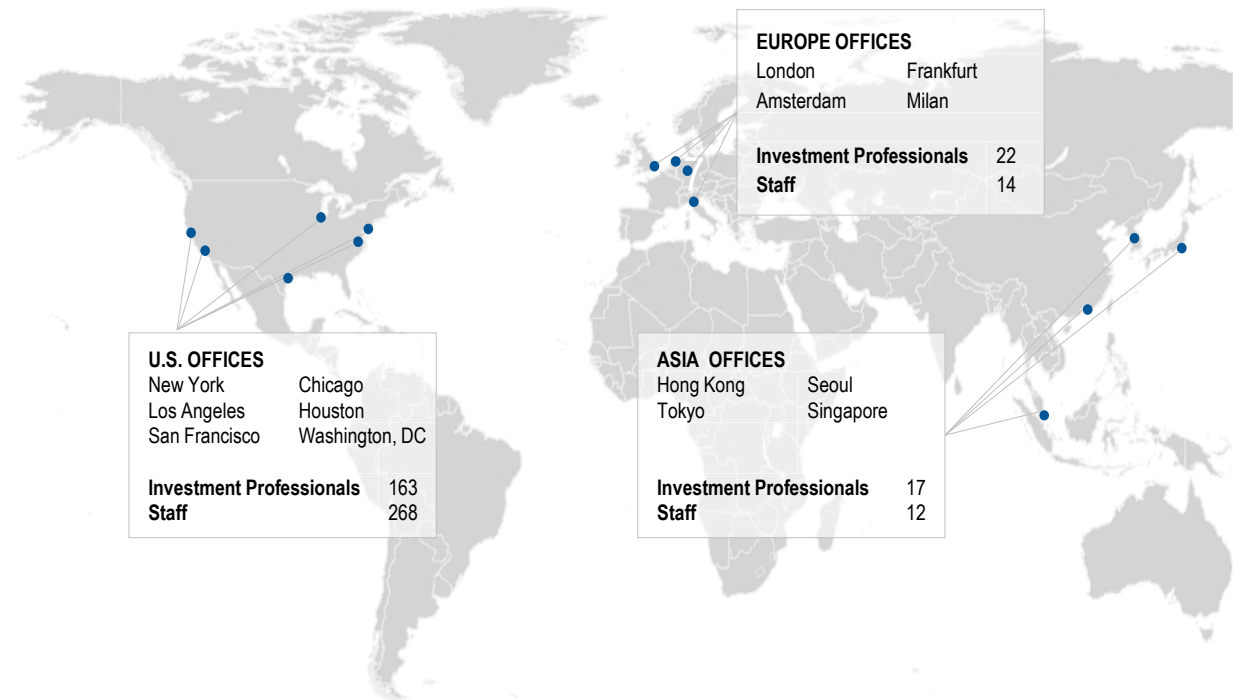 EUROPE OFFICES
London Frankfurt
Amsterdam Milan
Investment Professionals 22
Staff 14
U.S. OFFICES
New York Chicago
Los Angeles Houston
San Francisco Washington, DC
Investment Professionals 163
Staff 268
ASIA OFFICES
Hong Kong Seoul
Tokyo Singapore
Investment Professionals 17
Staff 12